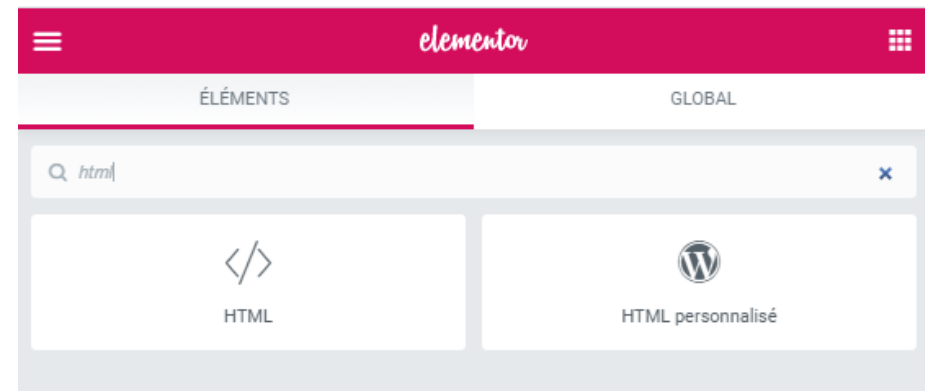 elementor
ÉLÉMENTS GLOBAL
html
HTML HTML personnalisé